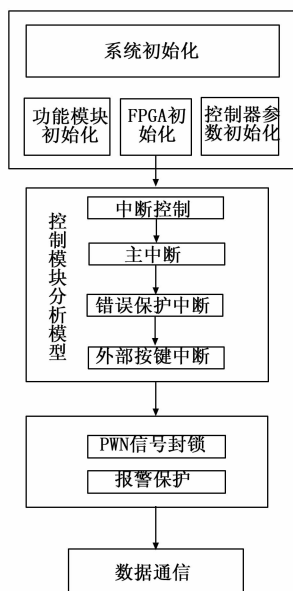 系统初始化
功能模块
初始化
FPGA初
始化
控制器参
数初始化
控制模块分析模型
中断控制
主中断
错误保护中断
外部按键中断
PWN信号封锁
报警保护
数据通信